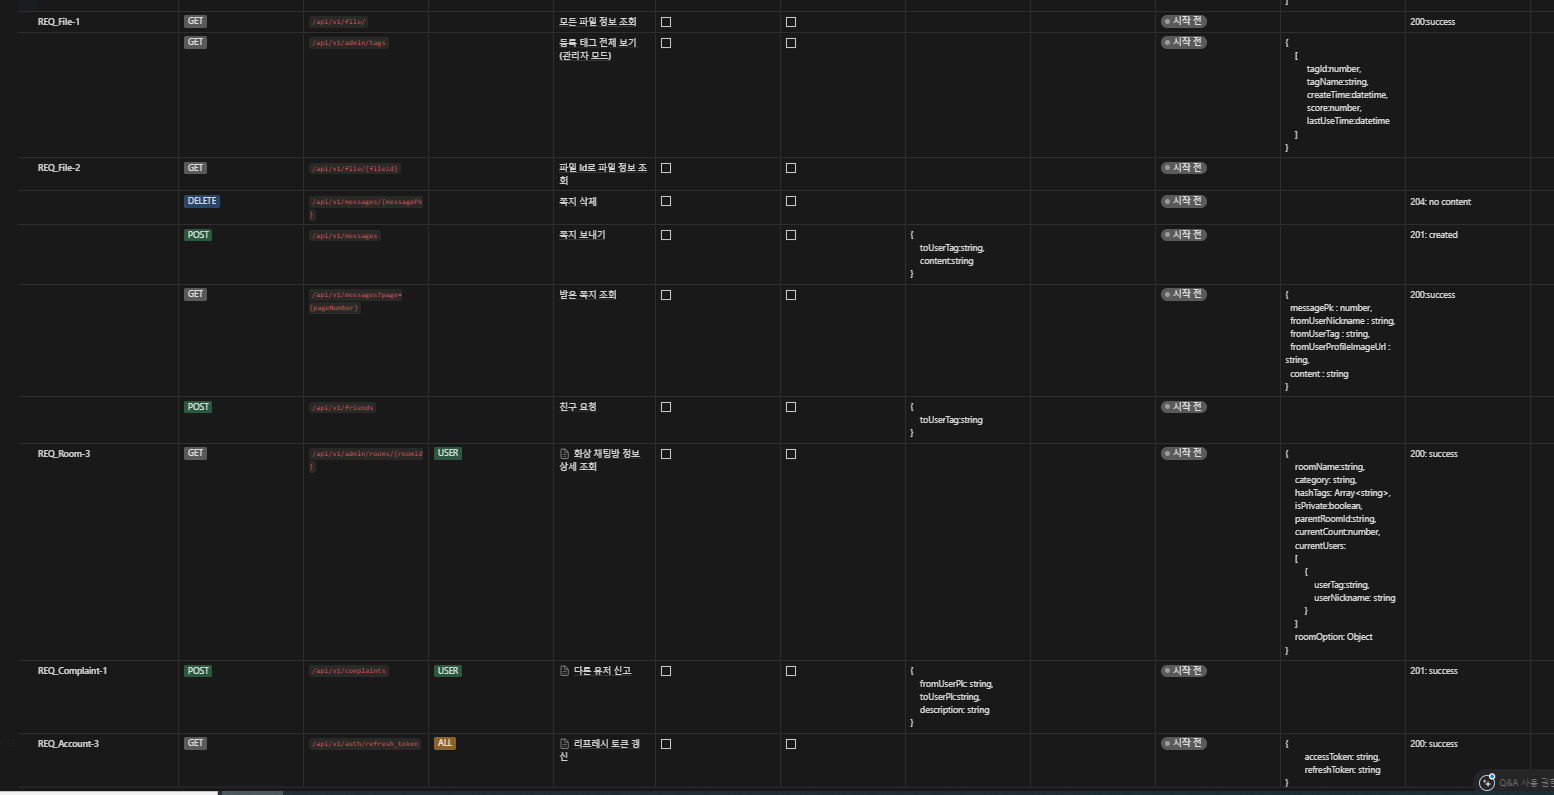 ]
REQ_File-1
GET
/api/v1/file/
모든 파일 정보 조회
시작 전
200:success
GET
/api/v1/admin/tags
등록 태그 전체 보기
(관리자 모드)
시작 전
{
[
tagId:number,
tagName:string,
createTime:datetime,
score:number,
lastUseTime:datetime
]
}
REQ_File-2
GET
/api/v1/file/{fileId}
파일 Id로 파일 정보 조
회
시작 전
DELETE
/api/v1/messages/{messagePk
}
쪽지 삭제
시작 전
204: no content
POST
/api/v1/messages
쪽지 보내기
{
toUserTag:string,
content:string
}
시작 전
201: created
GET
/api/v1/messages?page=
{pageNumber}
받은 쪽지 조회
시작 전
{
messagePk : number,
fromUserNickname : string,
fromUserTag : string,
fromUserProfileImageUrl :
string,
content : string
}
200:success
POST
/api/v1/friends
친구 요청
{
toUserTag:string
}
시작 전
REQ_Room-3
GET
/api/v1/admin/rooms/{roomId
}
USER
화상 채팅방 정보
상세 조회
시작 전
{
roomName:string,
category: string,
hashTags: Array<string>,
isPrivate:boolean,
parentRoomId:string,
currentCount:number,
currentUsers:
[
{
userTag:string,
userNickname: string
}
]
roomOption: Object
}
200: success
REQ_Complaint-1
POST
/api/v1/complaints
USER
다른 유저 신고
{
fromUserPk: string,
toUserPk:string,
description: string
}
시작 전
201: success
REQ_Account-3
GET
/api/v1/auth/refresh_token
ALL
리프레시 토큰 갱
신
시작 전
{
accessToken: string,
refreshToken: string
}
200: success
Q&A 사용 권한